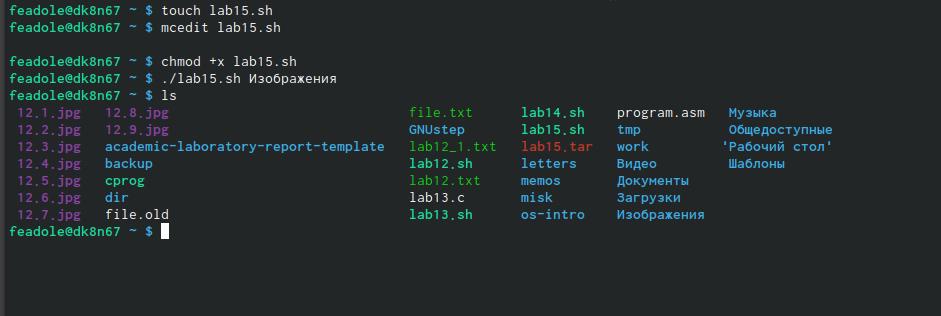 feadole@dk8n67 ~ $ touch lab15.sh
feadole@dk8n67 ~ $ mcedit lab15.sh
feadole@dk8n67 ~ $ chmod +x lab15.sh
feadole@dk8n67 ~ $ ./lab15.sh Изображения
feadole@dk8n67 ~ $ ls
12.1.jpg 12.8.jpg file.txt lab14.sh program.asm Музыка
12.2.jpg 12.9.jpg GNUstep lab15.sh tmp Общедоступные
12.3.jpg academic-laboratory-report-template lab12_1.txt lab15.tar work 'Рабочий стол'
12.4.jpg backup lab12.sh letters Видео Шаблоны
12.5.jpg cprog lab12.txt memos Документы
12.6.jpg dir lab13.c misk Загрузки
12.7.jpg file.old lab13.sh os-intro Изображения
feadole@dk8n67 ~ $